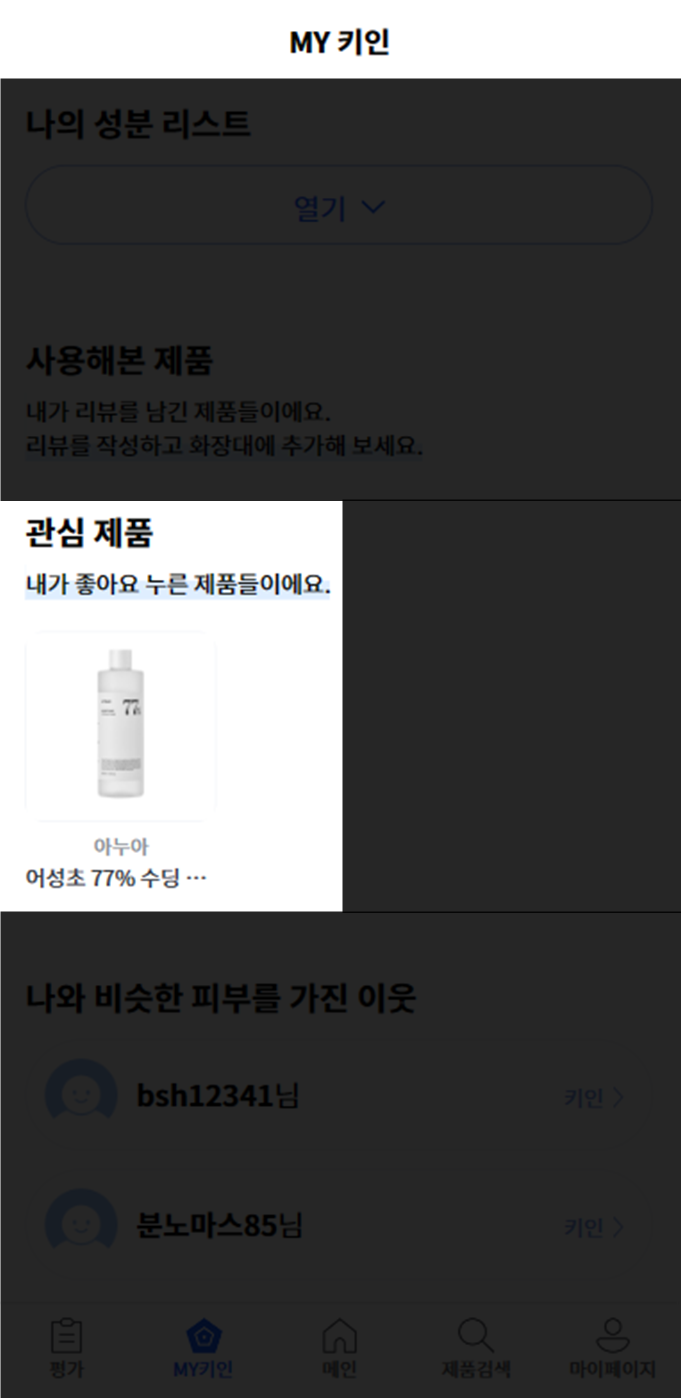 MY 키인
나의 성분 리스트
열기
사용해본 제품
내가 리뷰를 남긴 제품들이에요.
리뷰를 작성하고 화장대에 추가해 보세요.
관심 제품
내가 좋아요 누른 제품들이에요.
77%
아누아
어성초 77% 수딩 ···
나와 비슷한 피부를 가진 이웃
bsh12341님
키인
분노마스85님
키인
평가
MY키인
메인
제품검색
마이페이지